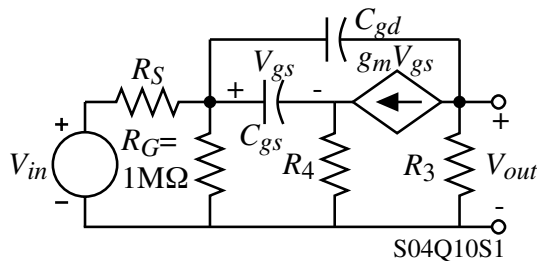 C_gd
V_gs
g_mV_gs
R_S
+
-
+
V_in
-
R_G=
1MΩ
C_gs
R_4
R_3
+
V_out
-
S04Q10S1